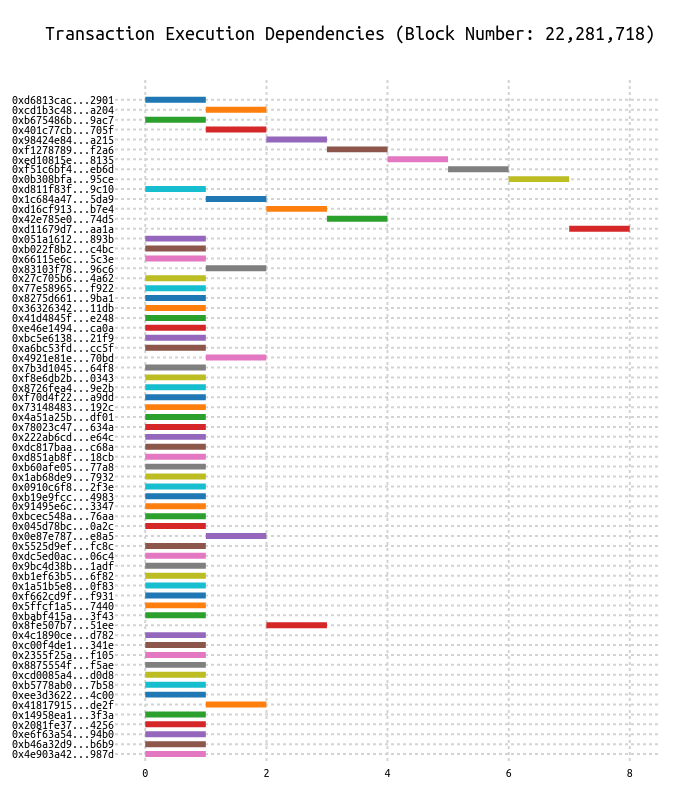 Transaction Execution Dependencies (Block Number: 22,281,718)
0xd6813cac...2901
0xcd1b3c48...a204
0xb675486b...9ac7
0x401c77cb...705f
0x98424e84...a215
0xf1278789...f2a6
0xed10815e...8135
0xf51c6bf4...eb6d
0x0b308bfa...95ce
0xd811f83f...9c10
0x1c684a47...5da9
0xd16cf913...b7e4
0x42e785e0...74d5
0xd11679d7...aa1a
0x051a1612...893b
0xb022f8b2...c4bc
0x66115e6c...5c3e
0x83103f78...96c6
0x27c705b6...4a62
0x77e58965...f922
0x8275d661...9ba1
0x36326342...11db
0x41d4845f...e248
0xe46e1494...ca0a
0xbc5e6138...21f9
0xa6bc53fd...cc5f
0x4921e81e...70bd
0x7b3d1045...64f8
0xf8e6db2b...0343
0x8726fea4...9e2b
0xf70d4f22...a9dd
0x73148483...192c
0x4a51a25b...df01
0x78023c47...634a
0x222ab6cd...e64c
0xdc817baa...c68a
0xd851ab8f...18cb
0xb60afe05...77a8
0x1ab68de9...7932
0x0910c6f8...2f3e
0xb19e9fcc...4983
0x91495e6c...3347
0xbcec548a...76aa
0x045d78bc...0a2c
0x0e87e787...e8a5
0x5525d9ef...fc8c
0xdc5ed0ac...06c4
0x9bc4d38b...1adf
0xb1ef63b5...6f82
0x1a51b5e8...0f83
0xf662cd9f...f931
0x5ffcf1a5...7440
0xbabf415a...3f43
0x8fe507b7...51ee
0x4c1890ce...d782
0xc00f4de1...341e
0x2355f25a...f105
0x8875554f...f5ae
0xcd0085a4...d0d8
0xb5778ab0...7b58
0xee3d3622...4c00
0x41817915...de2f
0x14958ea1...3f3a
0x2081fe37...4256
0xe6f63a54...94b0
0xb46a32d9...b6b9
0x4e903a42...987d
0 2 4 6 8